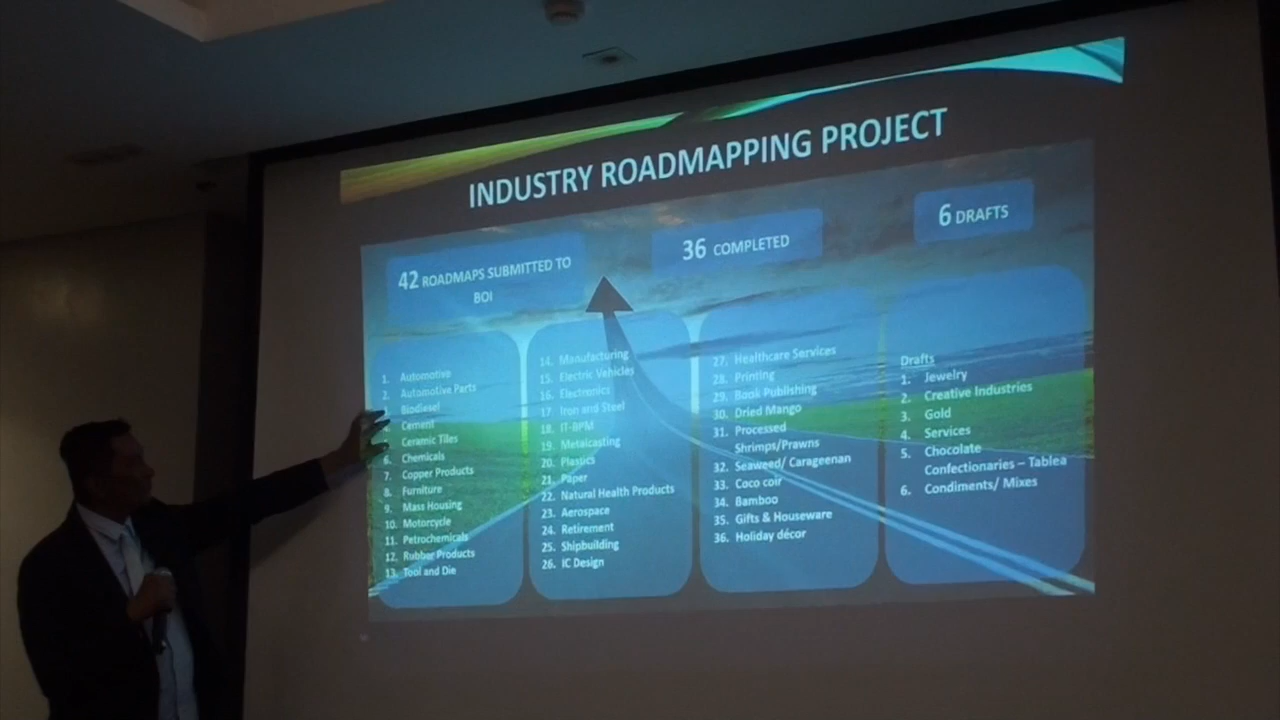 INDUSTRY ROADMAPPING PROJECT
42 ROADMAPS SUBMITTED TO
BOI
36 COMPLETED
6 DRAFTS
1. Automotive
2. Automotive Parts
Biodiesel
Cement
Ceramic Tiles
6. Chemicals
7. Copper Products
8. Furniture
9. Mass Housing
10. Motorcycle
11. Petrochemicals
12. Rubber Products
13. Tool and Die
14. Manufacturing
15. Electric Vehicles
16. Electronics
17. Iron and Steel
18. IT-BPM
19. Metalcasting
20. Plastics
21. Paper
22. Natural Health Products
23. Aerospace
24. Retirement
25. Shipbuilding
26. IC Design
27. Healthcare Services
28. Printing
29. Book Publishing
30. Dried Mango
31. Processed
Shrimps/Prawns
32. Seaweed/ Carageenan
33. Coco coir
34. Bamboo
35. Gifts & Houseware
36. Holiday décor
Drafts
1. Jewelry
2. Creative Industries
3. Gold
4. Services
5. Chocolate
Confectionaries – Tablea
6. Condiments/ Mixes